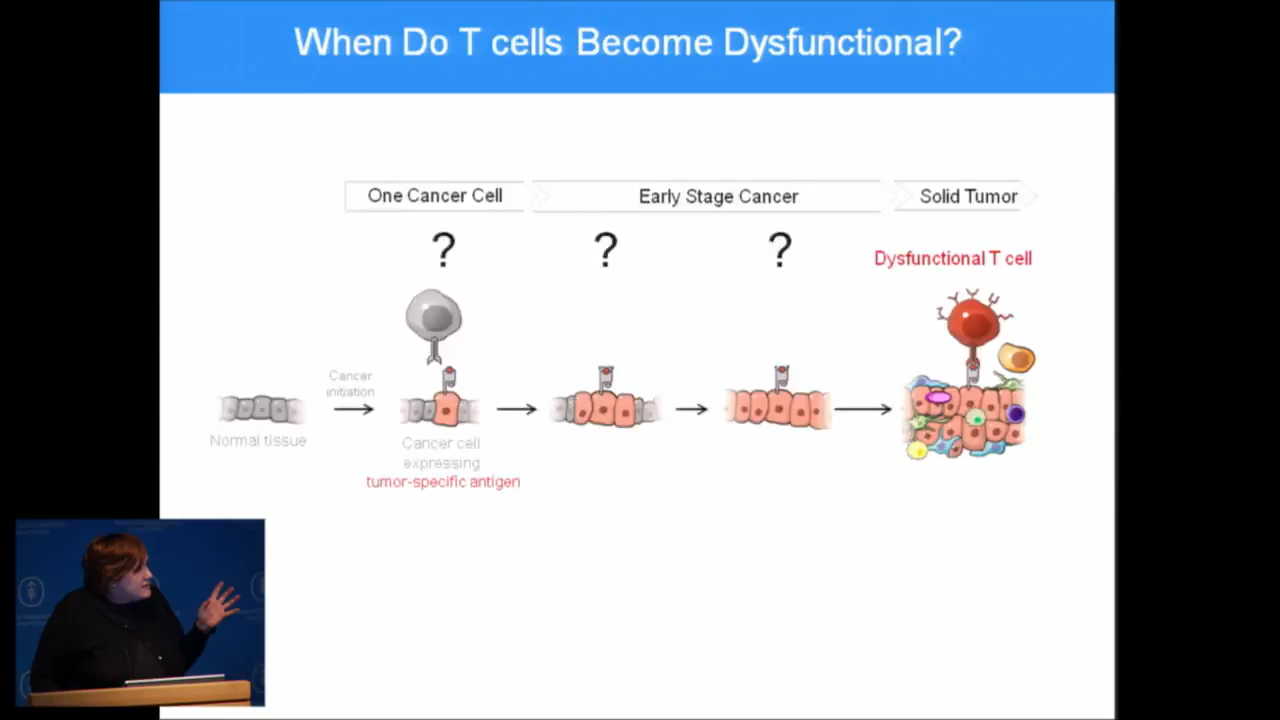 When Do T cells Become Dysfunctional?
One Cancer Cell
Early Stage Cancer
Solid Tumor
?
?
?
Dysfunctional T cell
Cancer
initiation
Normal tissue
Cancer cell
expressing
tumor-specific antigen